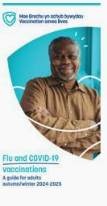 Mae Brechu yn achub bywydau
Vaccination saves lives
Flu and COVID-19
vaccinations
A guide for adults
autumn/winter 2024-2025